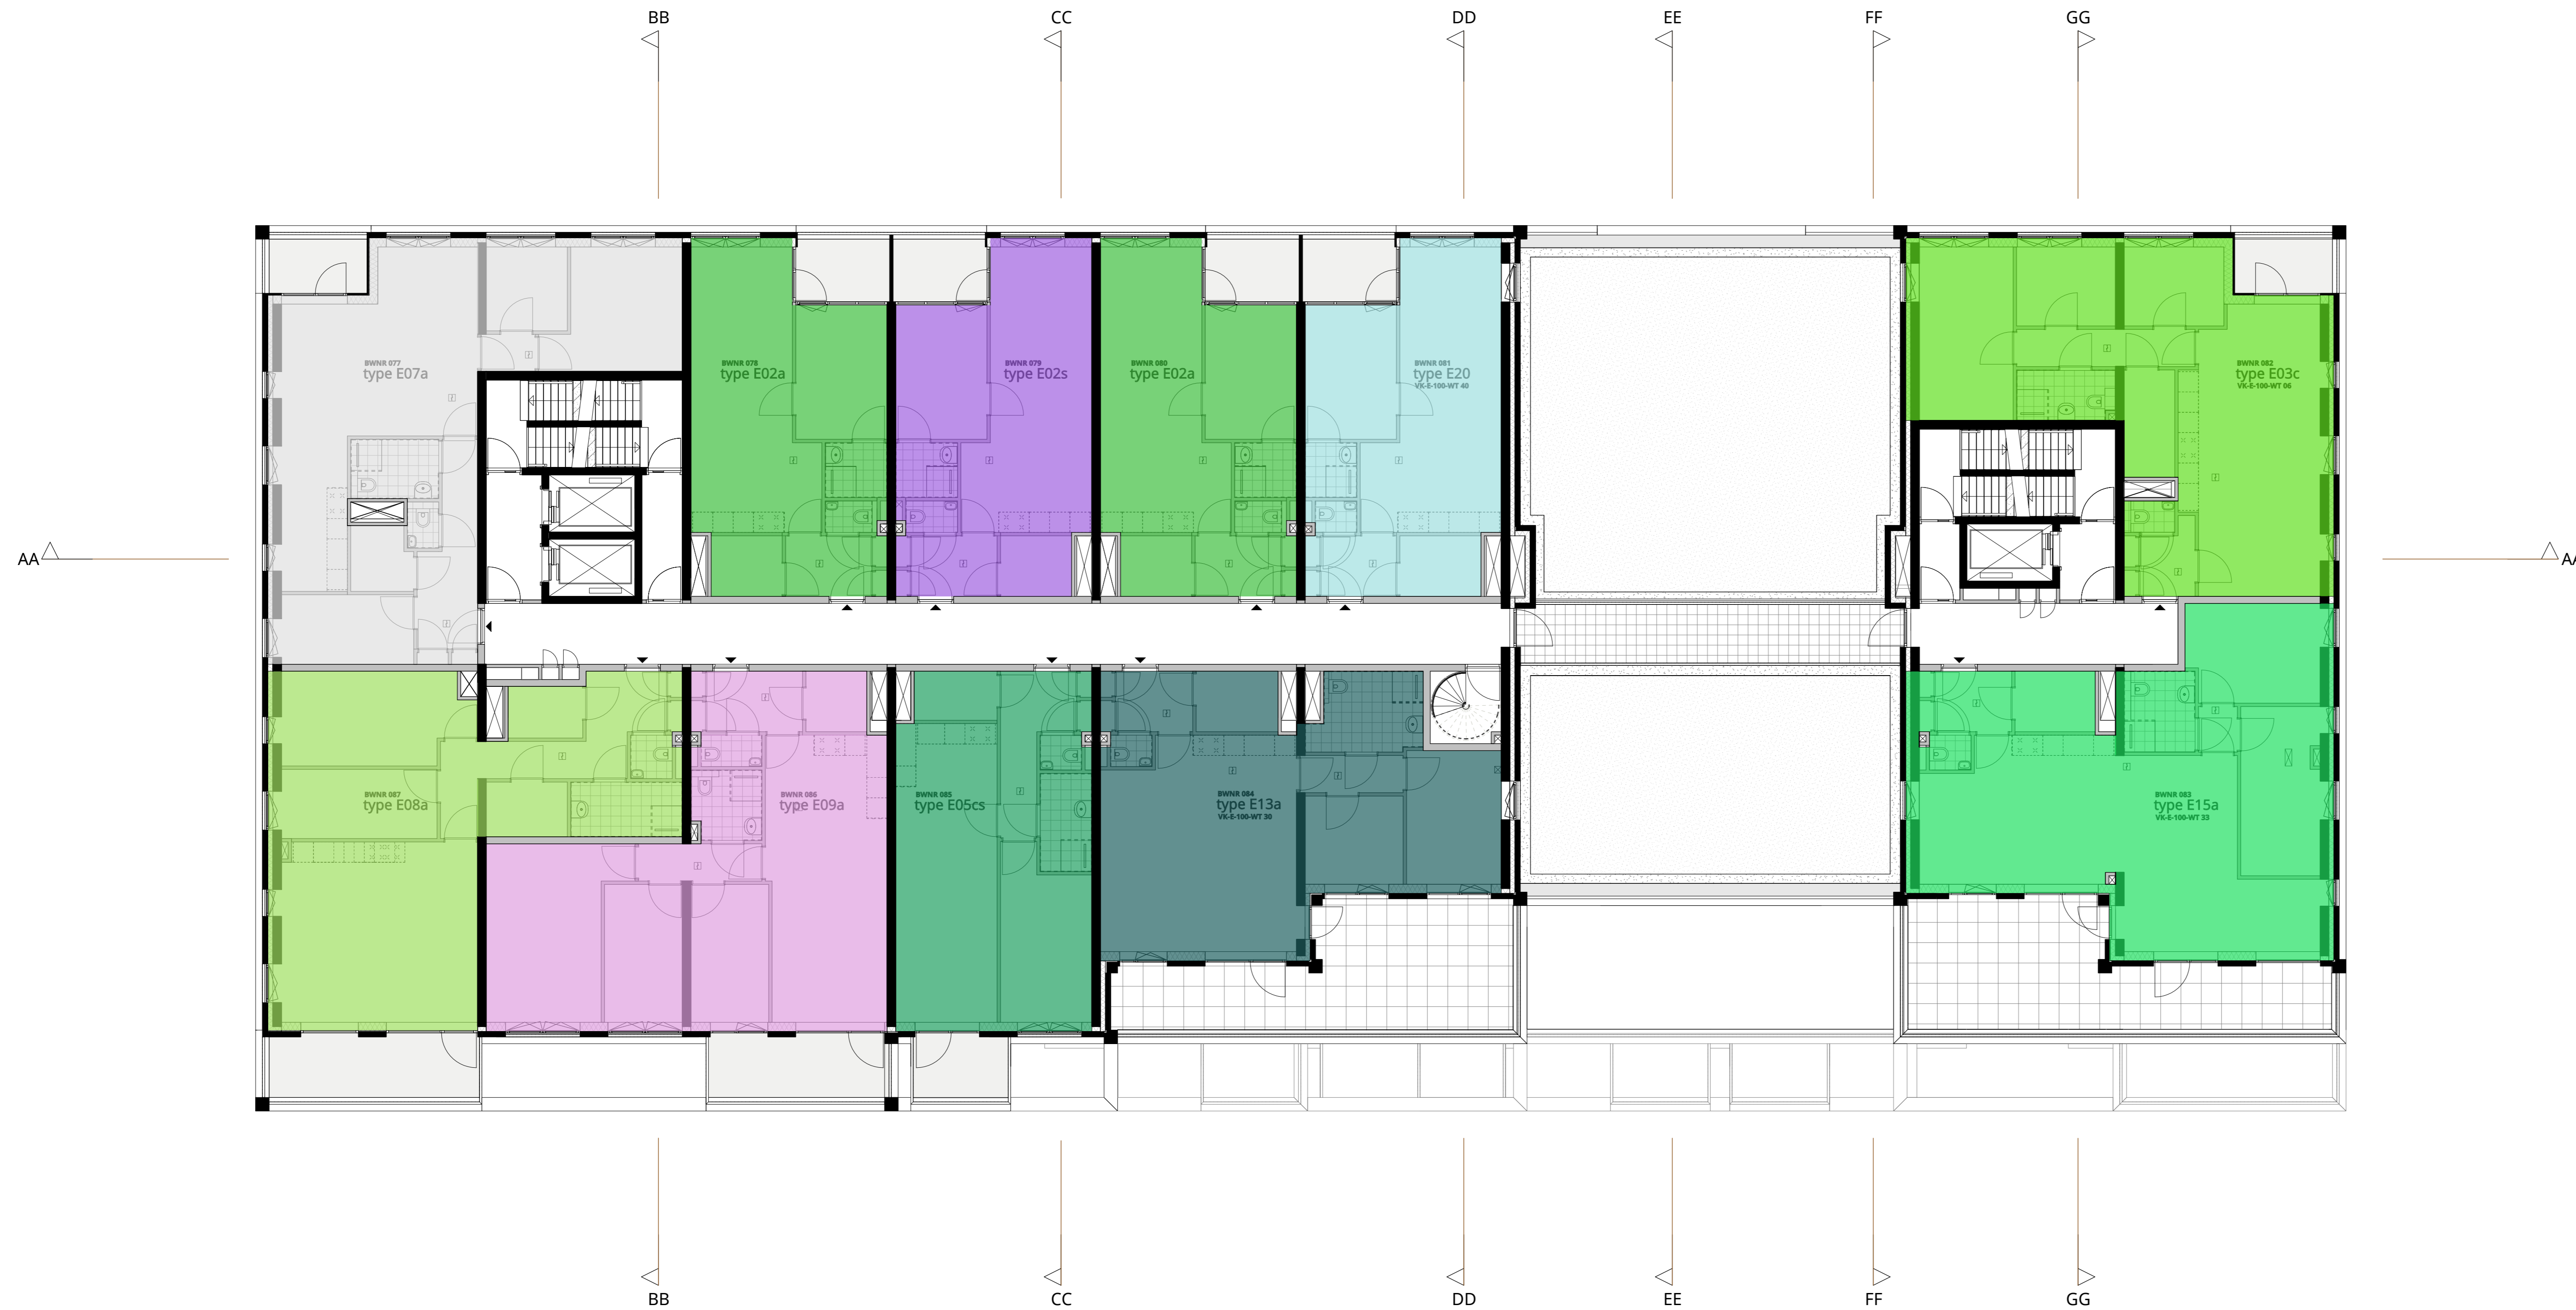 BB
CC
DD
EE
FF
GG
BWNR 077
type E07a
BWNR 078
type E02a
BWNR 079
type E02s
BWNR 080
type E02a
BWNR 081
type E20
VK-E-100-WT 40
BWNR 082
type E03c
VK-E-100-WT 06
AA
AA
BWNR 087
type E08a
BWNR 086
type E09a
BWNR 085
type E05cs
BWNR 084
type E13a
VK-E-100-WT 30
BWNR 083
type E15a
VK-E-100-WT 33
BB
CC
DD
EE
FF
GG